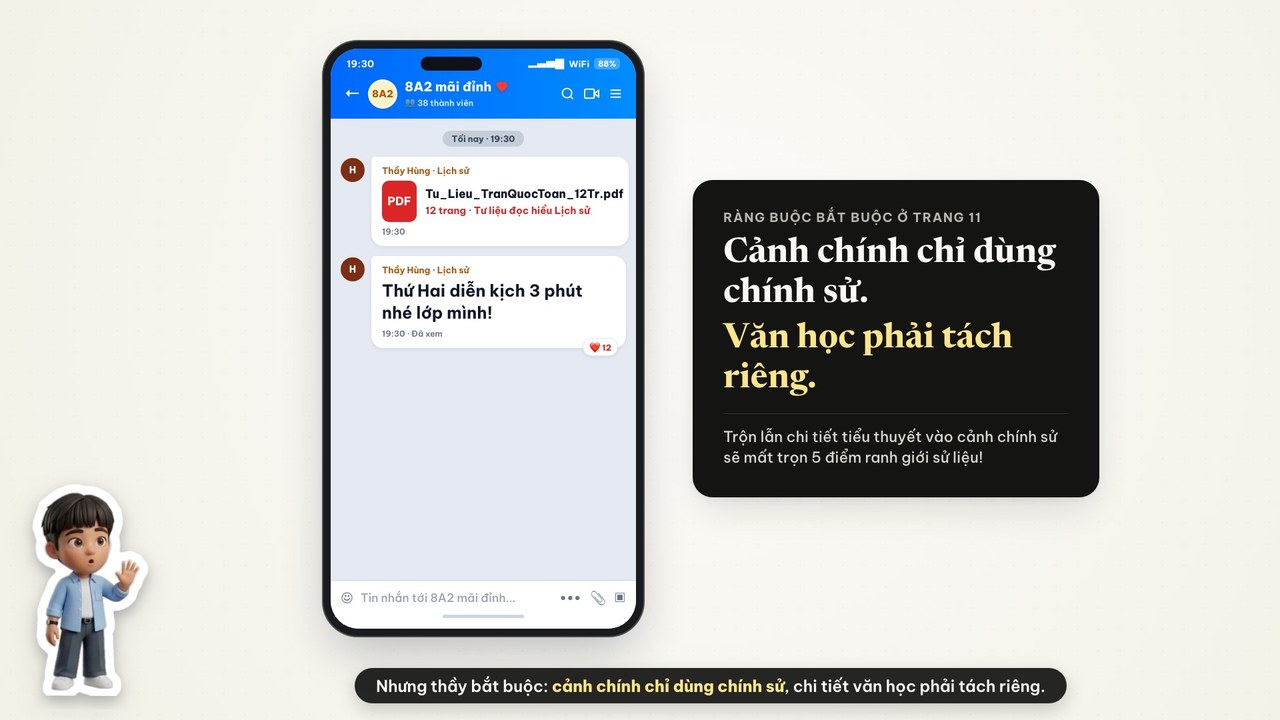 19:30
WiFi 88%
8A2
8A2 mãi đỉnh ❤️
👥 38 thành viên
Tối nay · 19:30
H
Thầy Hùng · Lịch sử
PDF
Tu_Lieu_TranQuocToan_12Tr.pdf
12 trang · Tư liệu đọc hiểu Lịch sử
19:30
H
Thầy Hùng · Lịch sử
Thứ Hai diễn kịch 3 phút
nhé lớp mình!
19:30 · Đã xem
❤️ 12
Tin nhắn tới 8A2 mãi đỉnh...
RÀNG BUỘC BẮT BUỘC Ở TRANG 11
Cảnh chính chỉ dùng
chính sử.
Văn học phải tách
riêng.
Trộn lẫn chi tiết tiểu thuyết vào cảnh chính sử
sẽ mất trọn 5 điểm ranh giới sử liệu!
Nhưng thầy bắt buộc: cảnh chính chỉ dùng chính sử, chi tiết văn học phải tách riêng.